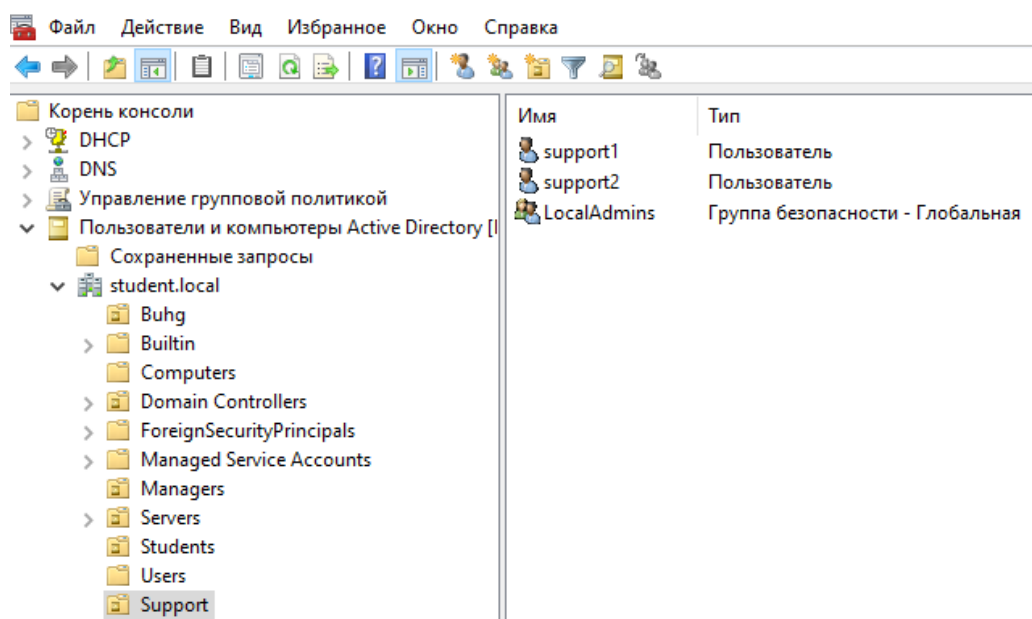 Файл Действие Вид Избранное Окно Справка
Корень консоли
DHCP
DNS
Управление групповой политикой
Пользователи и компьютеры Active Directory [
Сохраненные запросы
student.local
Buhg
Builtin
Computers
Domain Controllers
ForeignSecurityPrincipals
Managed Service Accounts
Managers
Servers
Students
Users
Support
Имя Тип
support1 Пользователь
support2 Пользователь
LocalAdmins Группа безопасности - Глобальная